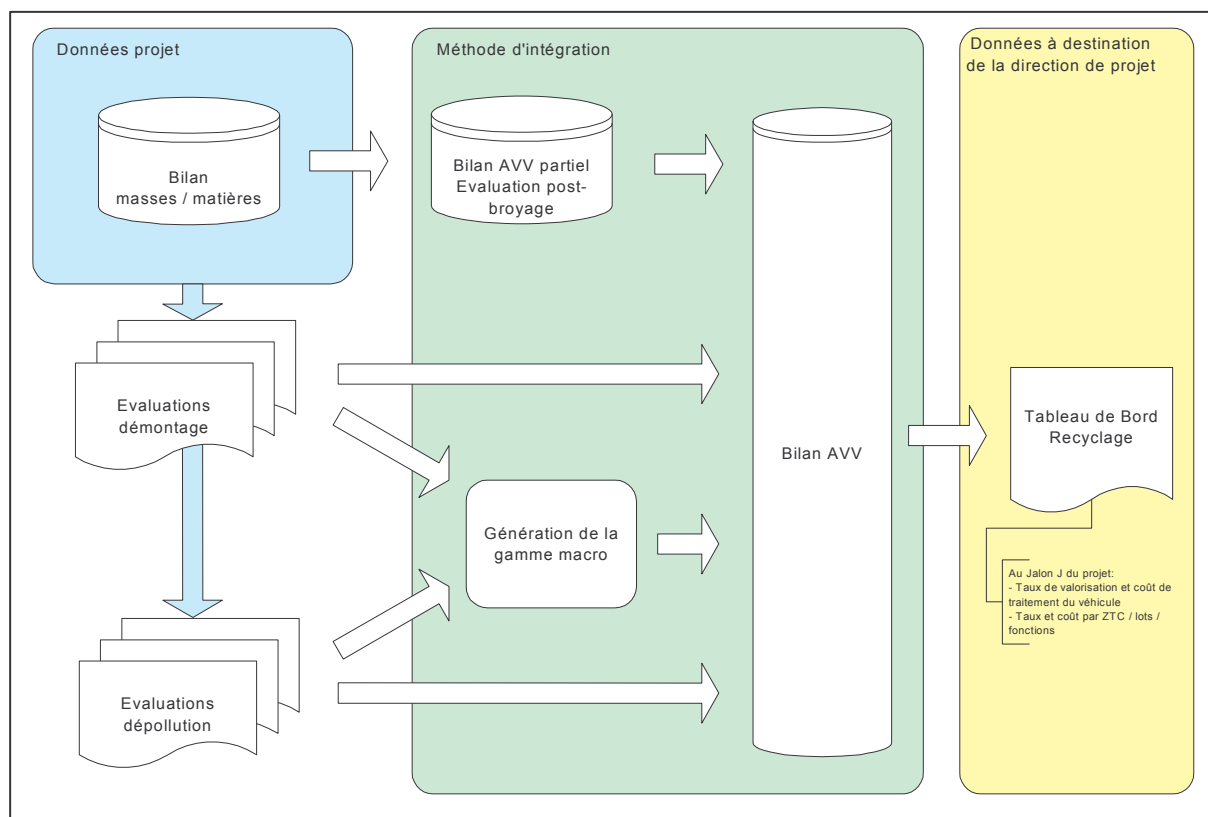 Données projet
Bilan
masses / matières
Evaluations
démontage
Evaluations
dépollution
Méthode d'intégration
Bilan AVV partiel
Evaluation post-
broyage
Génération de la
gamme macro
Bilan AVV
Données à destination
de la direction de projet
Tableau de Bord
Recyclage
Au Jalon J du projet:
- Taux de valorisation et coût de
traitement du véhicule
- Taux et coût par ZTC / lots /
fonctions